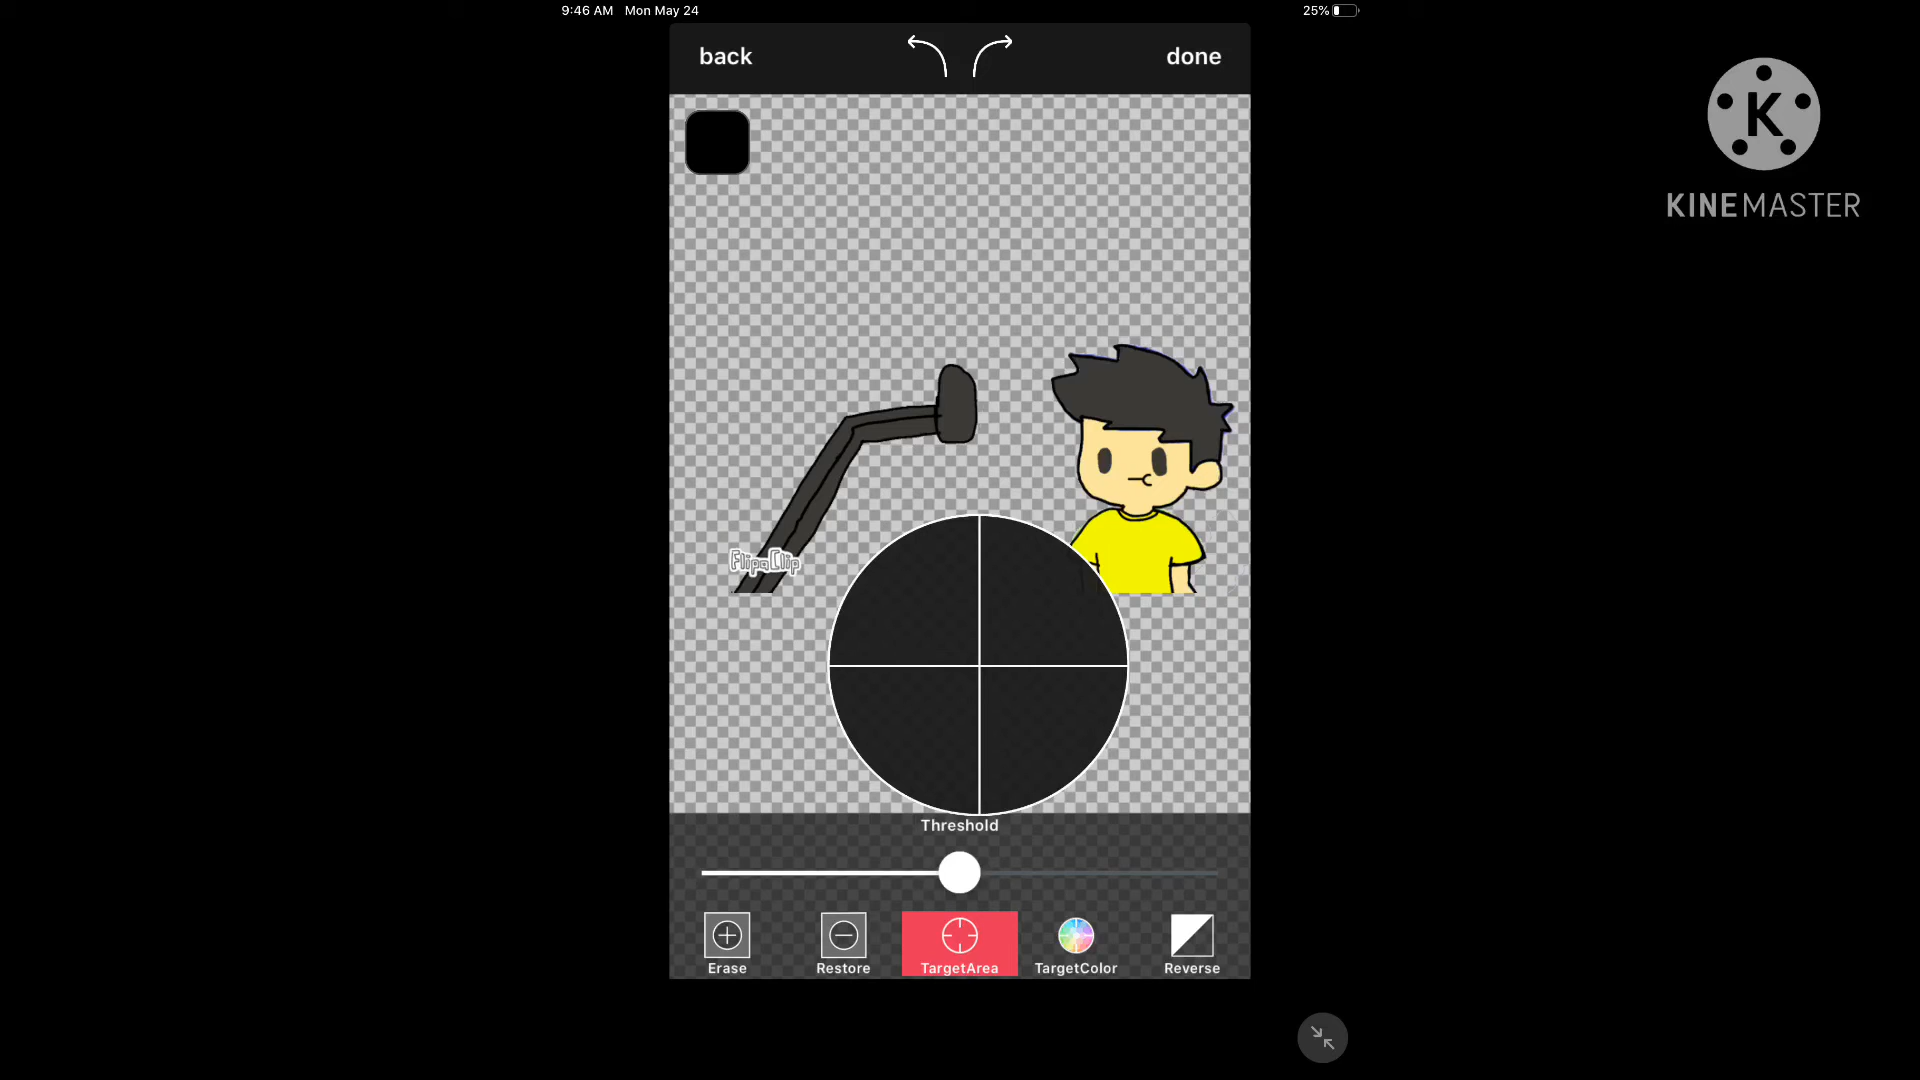 9:46 AM Mon May 24
25%
back
done
K
KINEMASTER
FlipaClip
Threshold
Erase
Restore
TargetArea
TargetColor
Reverse